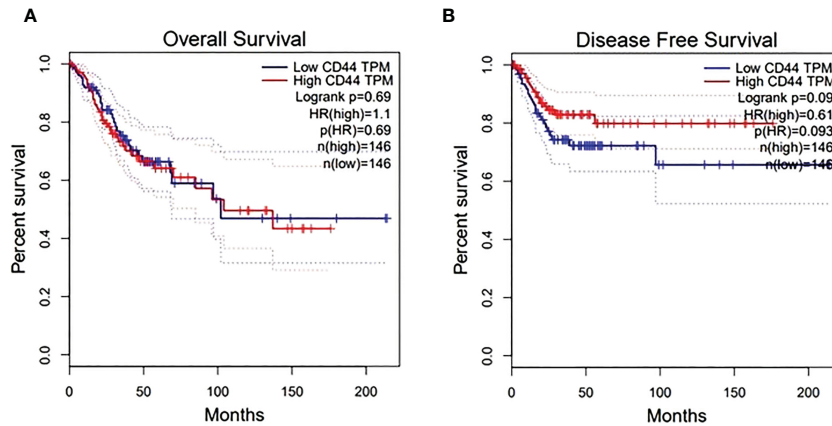 A
Overall Survival
Low CD44 TPM
High CD44 TPM
Logrank p=0.69
HR(high)=1.1
p(HR)=0.69
n(high)=146
n(low)=146
Percent survival
1.0
0.8
0.6
0.4
0.2
0.0
0 50 100 150 200
Months
B
Disease Free Survival
Low CD44 TPM
High CD44 TPM
Logrank p=0.09
HR(high)=0.61
p(HR)=0.093
n(high)=146
n(low)=146
Percent survival
1.0
0.8
0.6
0.4
0.2
0.0
0 50 100 150 200
Months